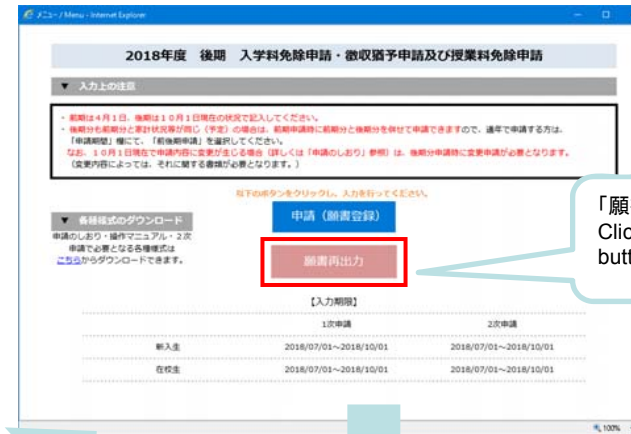 メニュー / Menu - Internet Explorer
2018年度 後期 入学料免除申請・徴収猶予申請及び授業料免除申請
▼ 入力上の注意
・前期は４月１日、後期は１０月１日現在の状況で記入してください。
・後期分も前期分と家計状況等が同じ（予定）の場合は、前期申請時に前期分と後期分を併せて申請できますので、通年で申請する方は、
「申請期間」欄にて、「前後期申請」を選択してください。
なお、１０月１日現在で申請内容に変更が生じる場合（詳しくは「申請のしおり」参照）は、後期分申請時に変更申請が必要となります。
（変更内容によっては、それに関する書類が必要となります。）
以下のボタンをクリックし、入力を行ってください。
▼ 各種様式のダウンロード
申請のしおり・操作マニュアル・２次
申請で必要となる各種様式は
こちらからダウンロードできます。
申請（願書登録）
願書再出力
「願
Clic
butt
【入力期限】
1次申請 2次申請
新入生 2018/07/01～2018/10/01 2018/07/01～2018/10/01
在校生 2018/07/01～2018/10/01 2018/07/01～2018/10/01
100%